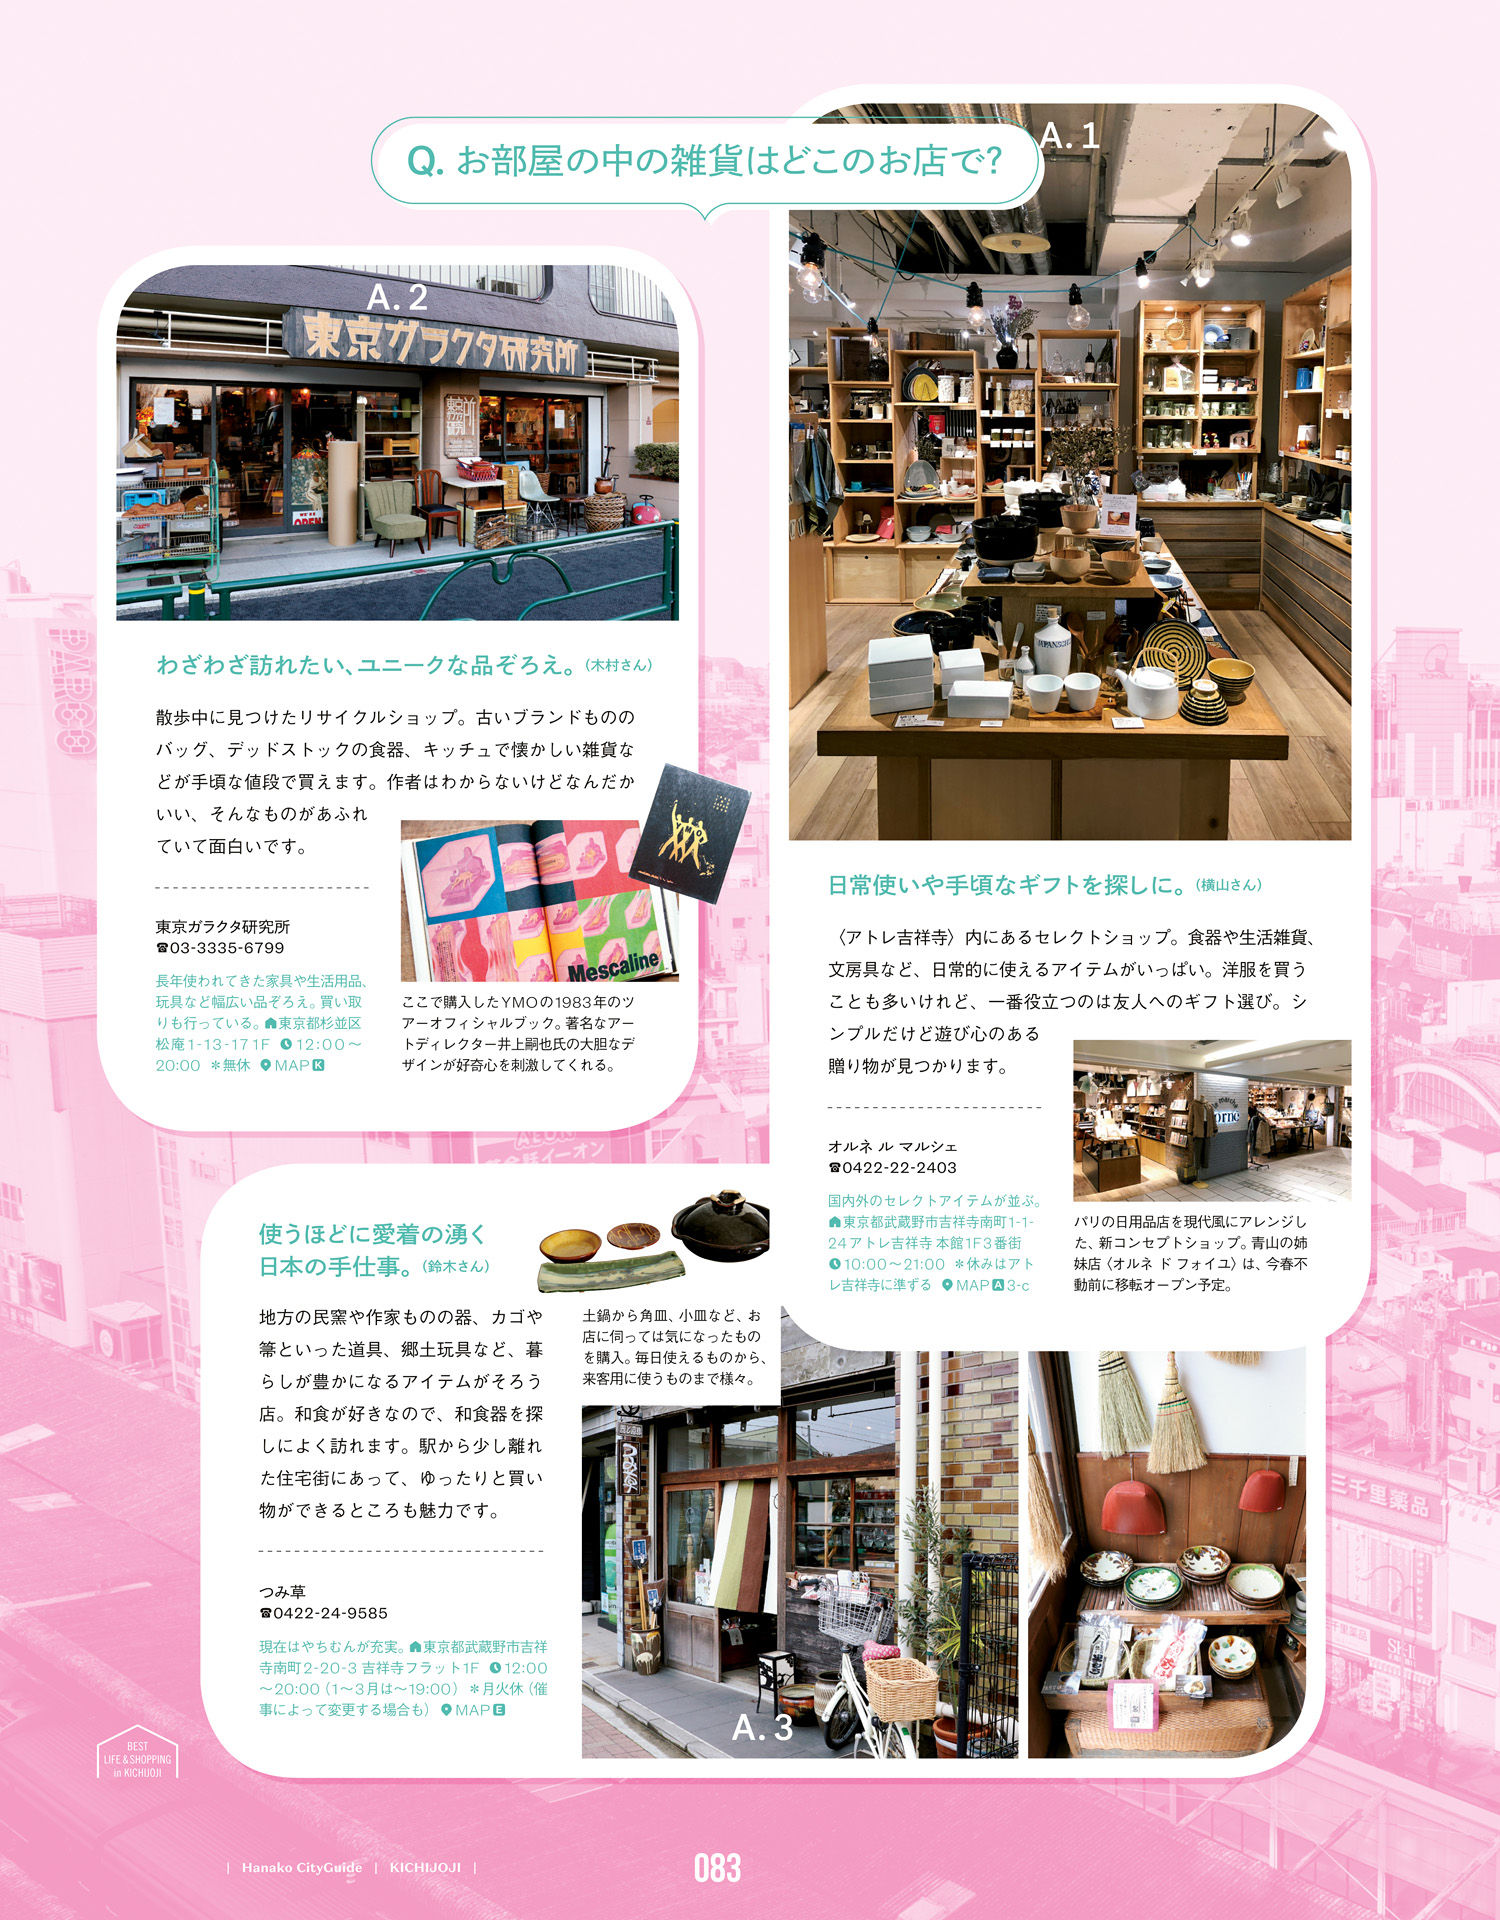 Q. お部屋の中の雑貨はどこのお店で?
A. 1
日常使いや手頃なギフトを探しに。(横山さん)
〈アトレ吉祥寺〉内にあるセレクトショップ。食器や生活雑貨、
文房具など、日常的に使えるアイテムがいっぱい。洋服を買う
ことも多いけれど、一番役立つのは友人へのギフト選び。シ
ンプルだけど遊び心のある
贈り物が見つかります。
オルネ ル マルシェ
☎0422-22-2403
国内外のセレクトアイテムが並ぶ。
東京都武蔵野市吉祥寺南町1-1-
24アトレ吉祥寺 本館1F3番街
10:00〜21:00 ＊休みはアト
レ吉祥寺に準ずる MAP A 3-c
orne
パリの日用品店を現代風にアレンジし
た、新コンセプトショップ。青山の姉
妹店〈オルネ ド フォイユ〉は、今春不
動前に移転オープン予定。
A. 2
東京ガラクタ研究所
OPEN
わざわざ訪れたい、ユニークな品ぞろえ。(木村さん)
散歩中に見つけたリサイクルショップ。古いブランドものの
バッグ、デッドストックの食器、キッチュで懐かしい雑貨な
どが手頃な値段で買えます。作者はわからないけどなんだか
いい、そんなものがあふれ
ていて面白いです。
東京ガラクタ研究所
☎03-3335-6799
長年使われてきた家具や生活用品、
玩具など幅広い品ぞろえ。買い取
りも行っている。東京都杉並区
松庵1-13-17 1F 12:00〜
20:00 ＊無休 MAP K
Mescaline
ここで購入したYMOの1983年のツ
アーオフィシャルブック。著名なアー
トディレクター井上嗣也氏の大胆なデ
ザインが好奇心を刺激してくれる。
使うほどに愛着の湧く
日本の手仕事。(鈴木さん)
地方の民窯や作家ものの器、カゴや
箒といった道具、郷土玩具など、暮
らしが豊かになるアイテムがそろう
店。和食が好きなので、和食器を探
しによく訪れます。駅から少し離れ
た住宅街にあって、ゆったりと買い
物ができるところも魅力です。
つみ草
☎0422-24-9585
現在はやちむんが充実。東京都武蔵野市吉祥
寺南町2-20-3 吉祥寺フラット1F 12:00
〜20:00 (1〜3月は〜19:00) ＊月火休 (催
事によって変更する場合も) MAP E
土鍋から角皿、小皿など、お
店に伺っては気になったもの
を購入。毎日使えるものから、
来客用に使うものまで様々。
A. 3
PARCO
イーオン
三千里薬品
BEST
LIFE & SHOPPING
in KICHIJOJI
| Hanako CityGuide | KICHIJOJI |
083